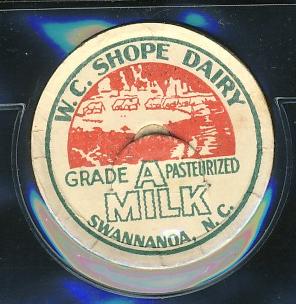 W.C. SHOPE DAIRY
GRADE A PASTEURIZED
MILK
SWANNANOA, N.C.